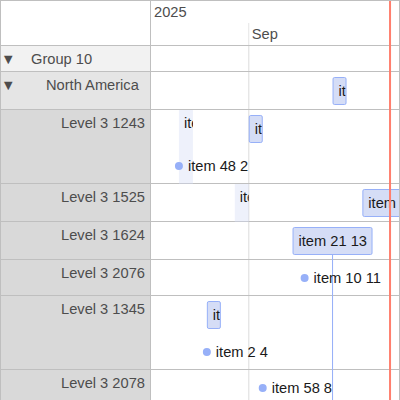 2025
Sep
▼ Group 10
▼ North America
it
Level 3 1243
it
it
item 48 2
Level 3 1525
it
item
Level 3 1624
item 21 13
Level 3 2076
item 10 11
Level 3 1345
it
item 2 4
Level 3 2078
item 58 8